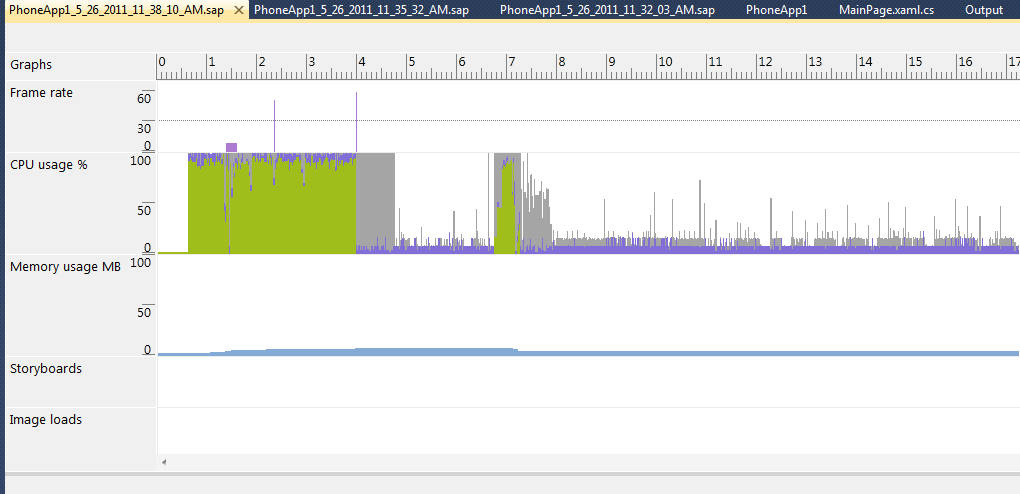 PhoneApp1_5_26_2011_11_38_10_AM.sap PhoneApp1_5_26_2011_11_35_32_AM.sap PhoneApp1_5_26_2011_11_32_03_AM.sap PhoneApp1 MainPage.xaml.cs Output
Graphs 0 1 2 3 4 5 6 7 8 9 10 11 12 13 14 15 16 17
Frame rate 60
30
0
CPU usage % 100
50
0
Memory usage MB 100
50
0
Storyboards
Image loads